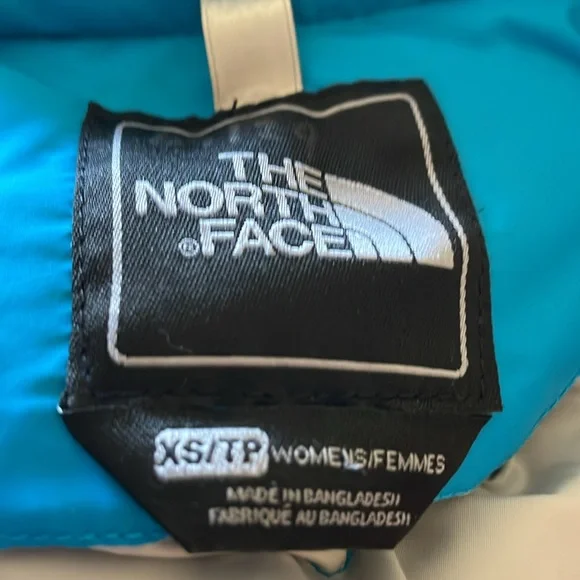 THE
NORTH
®FACE
XS/TP WOMENS/FEMMES
MADE IN BANGLADESH
FABRIQUÉ AU BANGLADESH